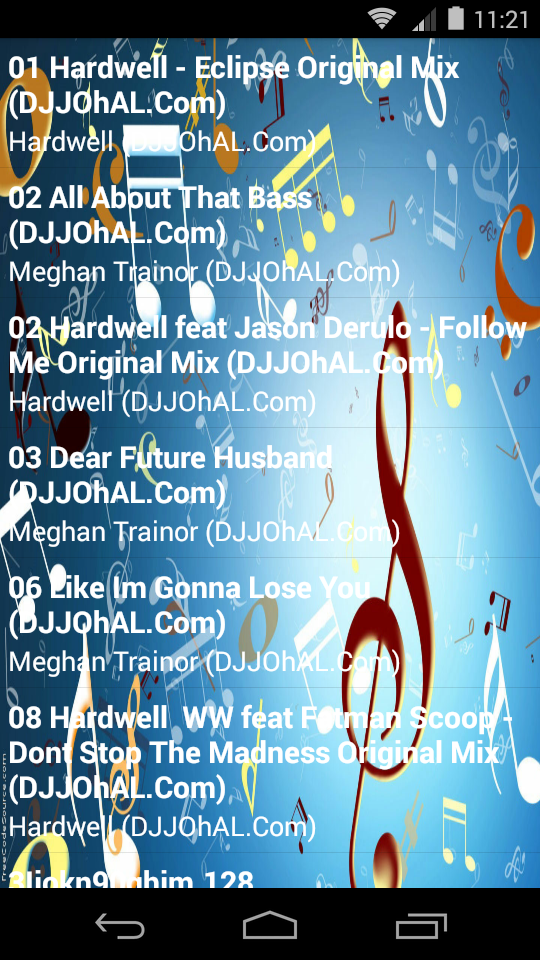 11:21
01 Hardwell - Eclipse Original Mix
(DJJOhAL.Com)
Hardwell (DJJOhAL.Com)
02 All About That Bass
(DJJOhAL.Com)
Meghan Trainor (DJJOhAL.Com)
02 Hardwell feat Jason Derulo - Follow
Me Original Mix (DJJOhAL.Com)
Hardwell (DJJOhAL.Com)
03 Dear Future Husband
(DJJOhAL.Com)
Meghan Trainor (DJJOhAL.Com)
06 Like Im Gonna Lose You
(DJJOhAL.Com)
Meghan Trainor (DJJOhAL.Com)
08 Hardwell  WW feat Fatman Scoop -
Dont Stop The Madness Original Mix
(DJJOhAL.Com)
Hardwell (DJJOhAL.Com)
128
FreeCodeSource.com